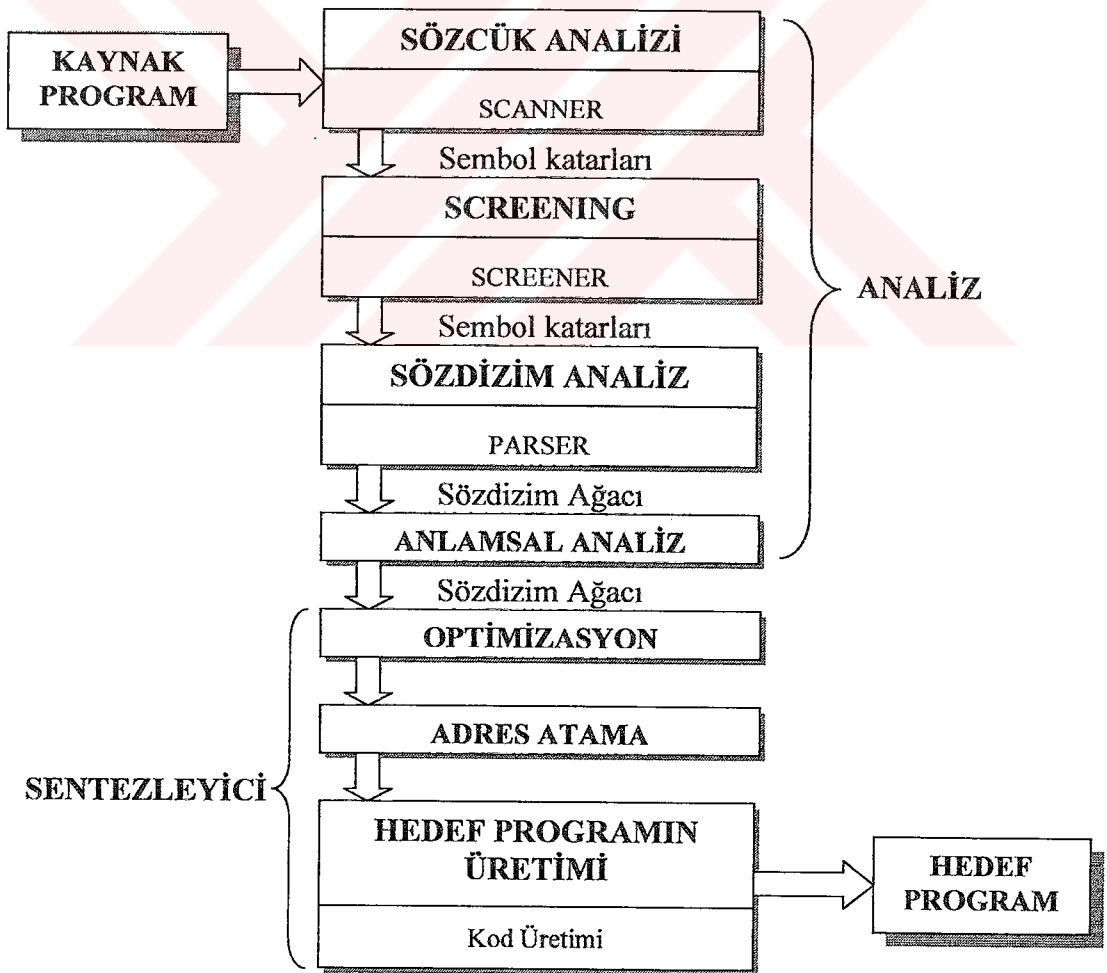 KAYNAK
PROGRAM
SÖZCÜK ANALİZİ
SCANNER
Sembol katarları
SCREENING
SCREENER
Sembol katarları
SÖZDİZİM ANALİZ
PARSER
Sözdizim Ağacı
ANLAMSAL ANALİZ
ANALİZ
Sözdizim Ağacı
OPTİMİZASYON
ADRES ATAMA
SENTEZLEYİCİ
HEDEF PROGRAMIN
ÜRETİMİ
Kod Üretimi
HEDEF
PROGRAM